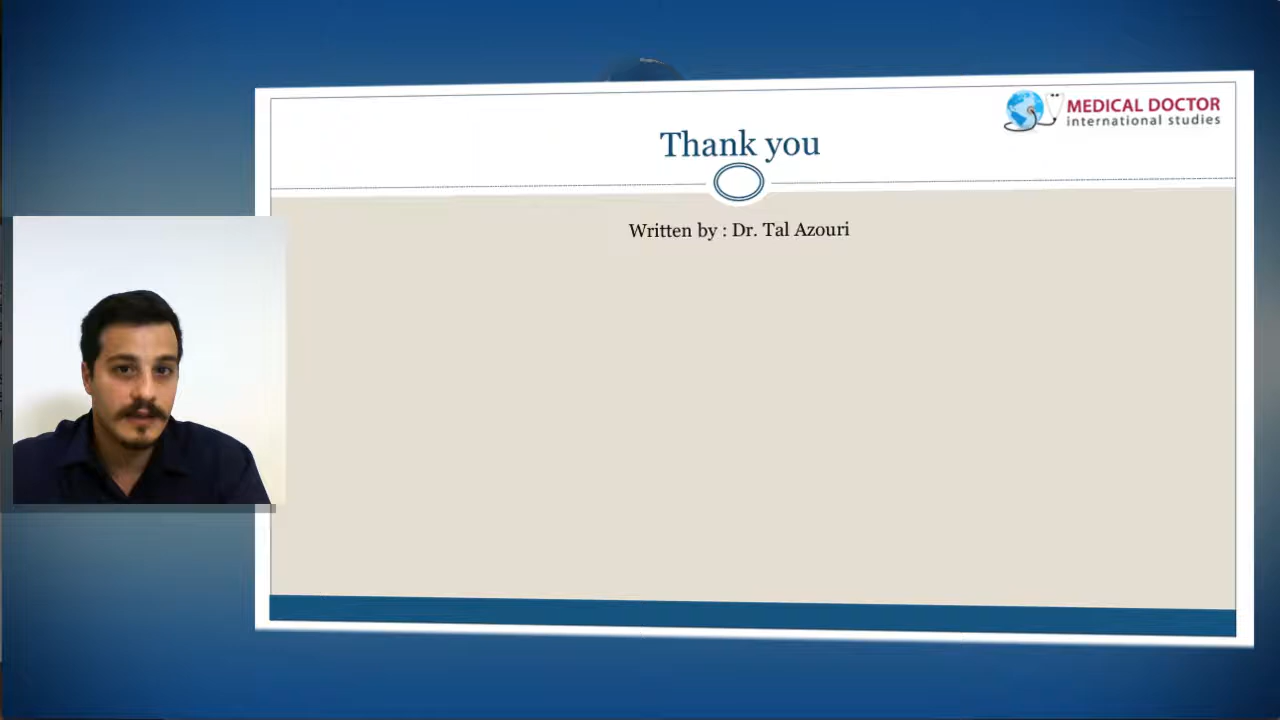 MEDICAL DOCTOR
international studies
Thank you
Written by : Dr. Tal Azouri